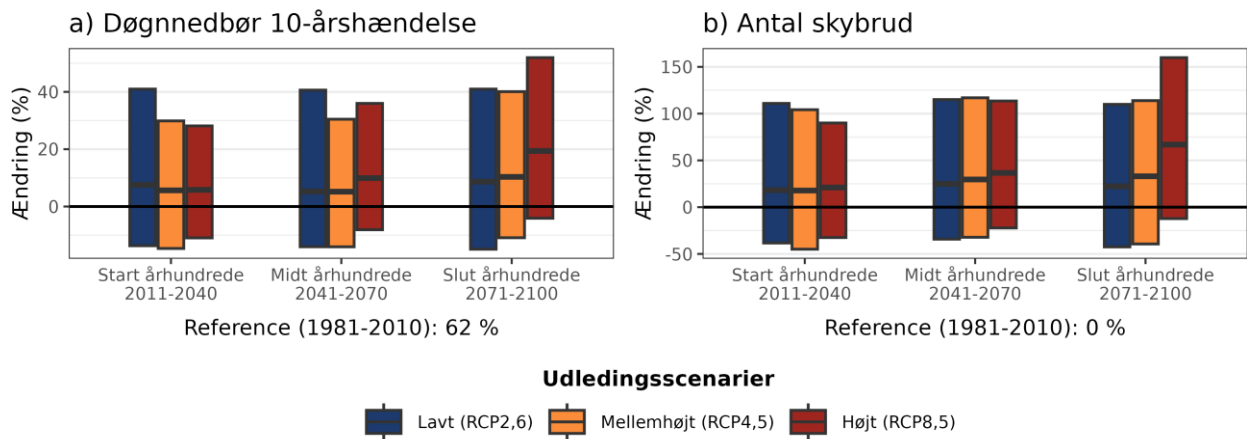 a) Døgnnedbør 10-årshændelse
Ændring (%)
40
20
0
Start århundrede
2011-2040
Midt århundrede
2041-2070
Slut århundrede
2071-2100
Reference (1981-2010): 62 %
b) Antal skybrud
Ændring (%)
150
100
50
0
-50
Start århundrede
2011-2040
Midt århundrede
2041-2070
Slut århundrede
2071-2100
Reference (1981-2010): 0 %
Udledingsscenarier
Lavt (RCP2,6)
Mellemhøjt (RCP4,5)
Højt (RCP8,5)